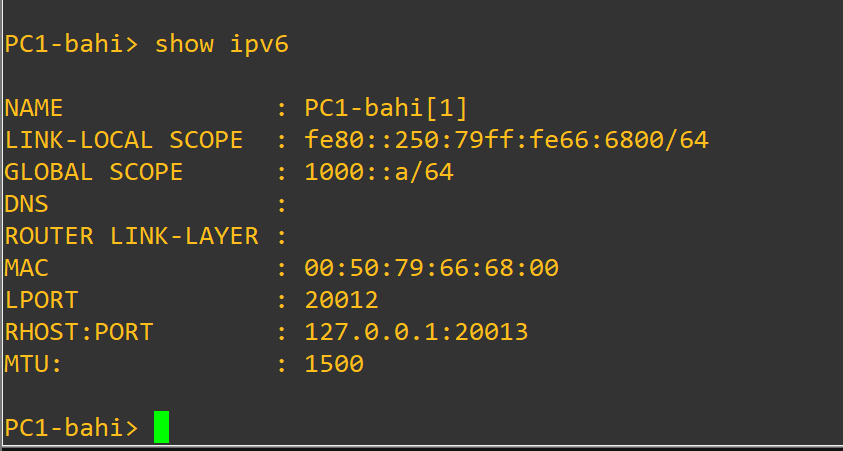 PC1-bahi> show ipv6
NAME : PC1-bahi[1]
LINK-LOCAL SCOPE : fe80::250:79ff:fe66:6800/64
GLOBAL SCOPE : 1000::a/64
DNS :
ROUTER LINK-LAYER :
MAC : 00:50:79:66:68:00
LPORT : 20012
RHOST:PORT : 127.0.0.1:20013
MTU: : 1500
PC1-bahi>